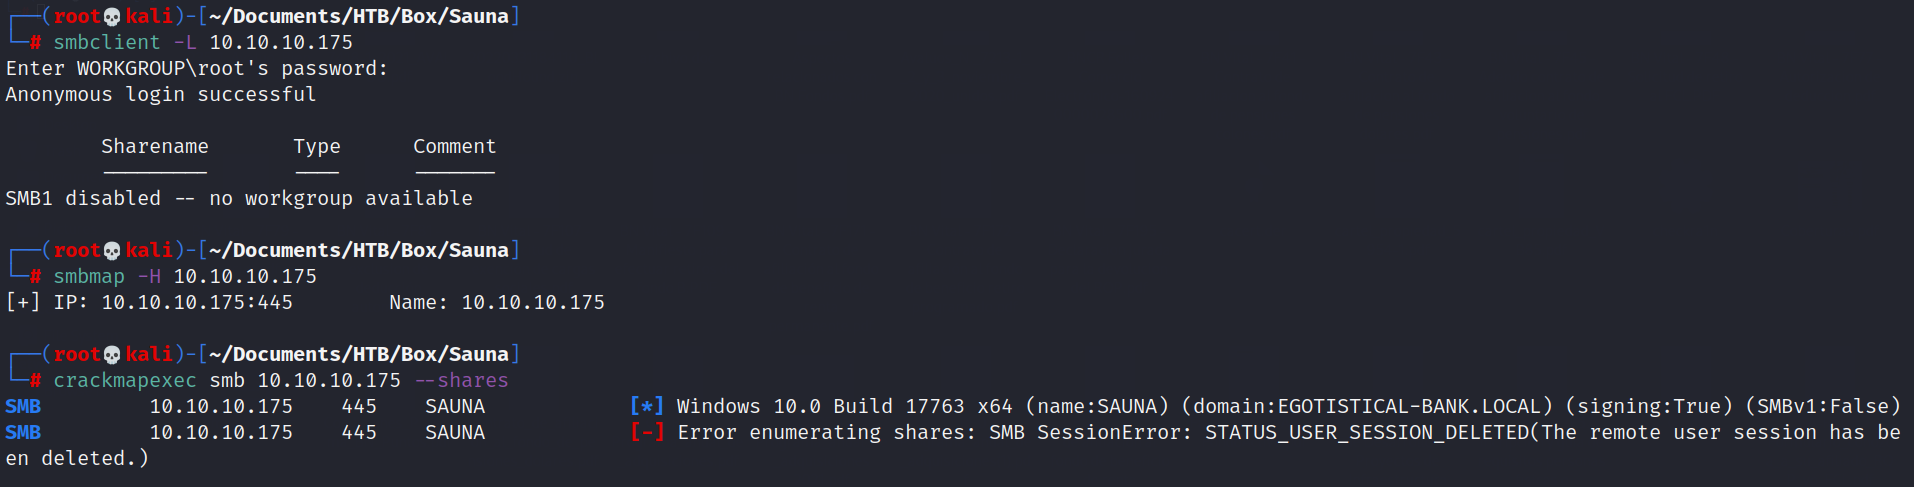 ┌──(root💀kali)-[~/Documents/HTB/Box/Sauna]
└─# smbclient -L 10.10.10.175
Enter WORKGROUP\root's password:
Anonymous login successful
        Sharename       Type      Comment
        ---------       ----      -------
SMB1 disabled -- no workgroup available
┌──(root💀kali)-[~/Documents/HTB/Box/Sauna]
└─# smbmap -H 10.10.10.175
[+] IP: 10.10.10.175:445        Name: 10.10.10.175
┌──(root💀kali)-[~/Documents/HTB/Box/Sauna]
└─# crackmapexec smb 10.10.10.175 --shares
SMB         10.10.10.175    445    SAUNA            [*] Windows 10.0 Build 17763 x64 (name:SAUNA) (domain:EGOTISTICAL-BANK.LOCAL) (signing:True) (SMBv1:False)
SMB         10.10.10.175    445    SAUNA            [-] Error enumerating shares: SMB SessionError: STATUS_USER_SESSION_DELETED(The remote user session has be
en deleted.)